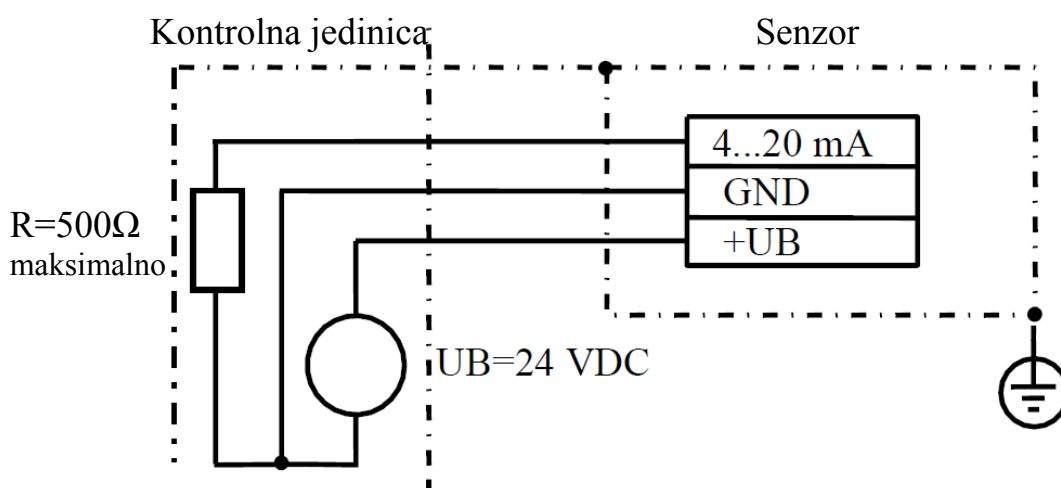 Kontrolna jedinica
Senzor
4...20 mA
GND
+UB
R=500Ω
maksimalno
UB=24 VDC